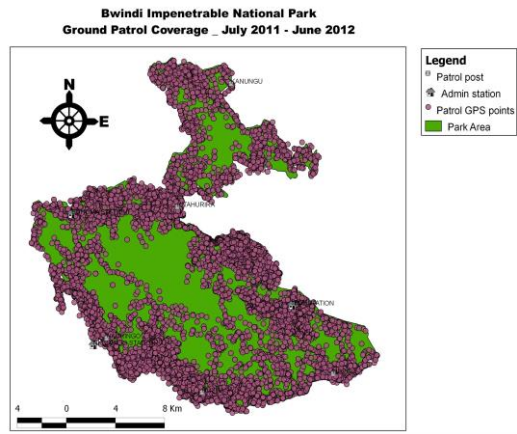 Bwindi Impenetrable National Park
Ground Patrol Coverage _ July 2011 - June 2012
Legend
Patrol post
Admin station
Patrol GPS points
Park Area
N
E
KANUNGU
4 0 4 8 Km